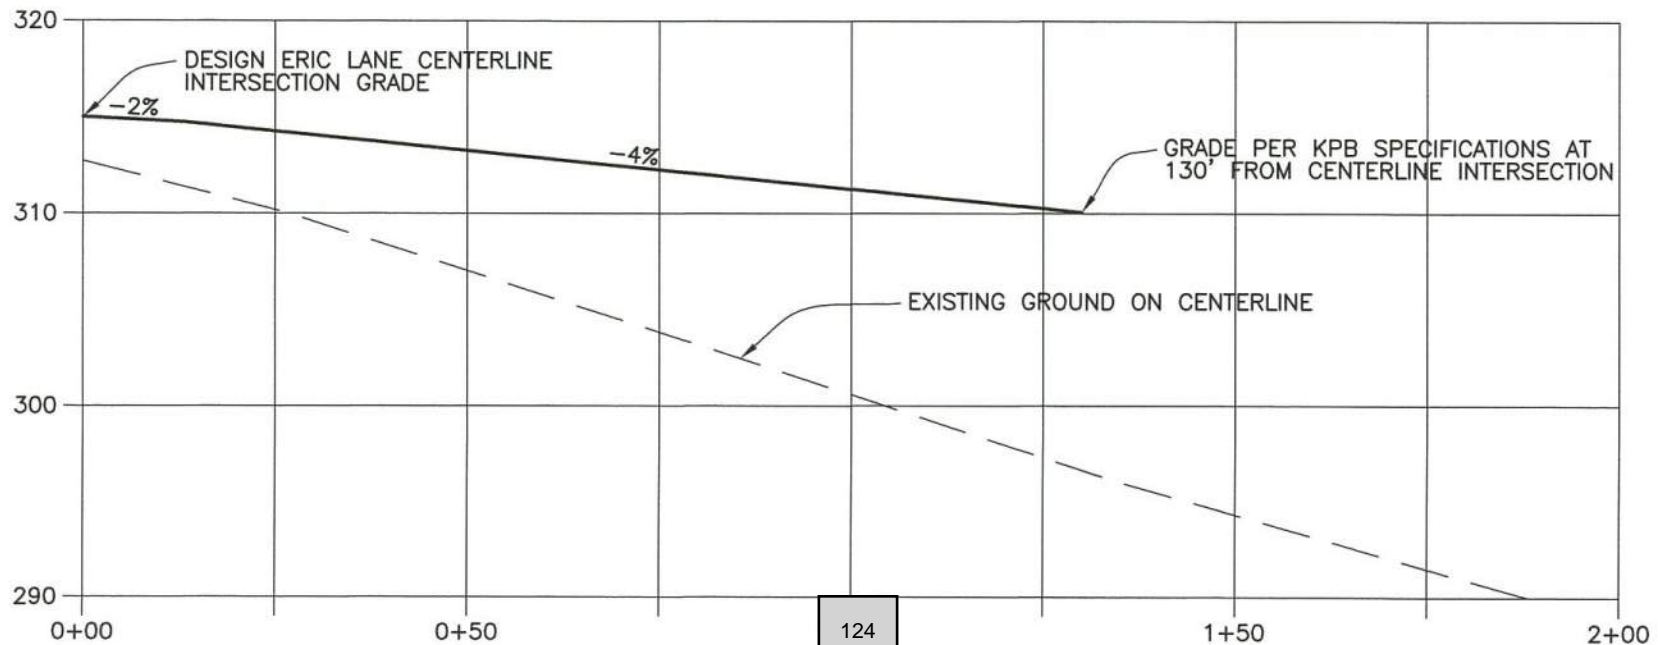 320
DESIGN ERIC LANE CENTERLINE
INTERSECTION GRADE
-2%
-4%
GRADE PER KPB SPECIFICATIONS AT
130' FROM CENTERLINE INTERSECTION
310
EXISTING GROUND ON CENTERLINE
300
290
0+00
0+50
124
1+50
2+00